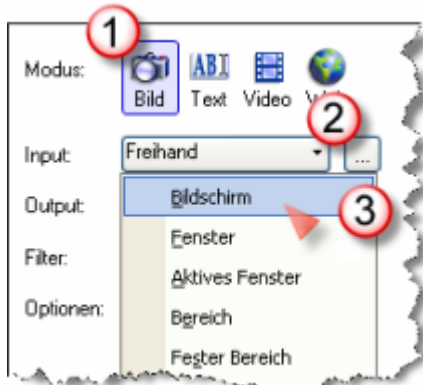 1
Modus:
ABI
Bild Text Video
2
Input: Freihand ...
Output: Bildschirm
3
Fenster
Filter:
Aktives Fenster
Optionen:
Bereich
Fester Bereich